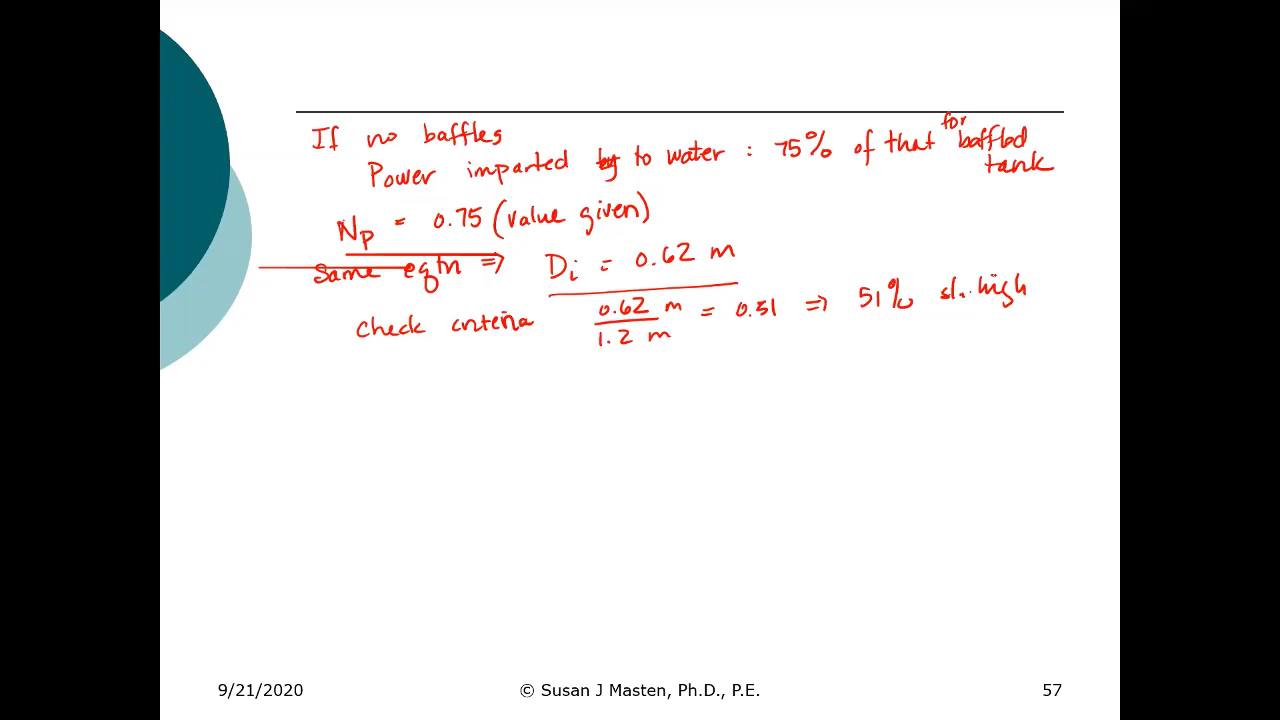 If no baffles
Power imparted to water : 75% of that for baffled tank
Np = 0.75 (value given)
Same eqtn ⇒ Di = 0.62 m
Check criteria 0.62 m / 1.2 m = 0.51 ⇒ 51% sl. high
9/21/2020
© Susan J Masten, Ph.D., P.E.
57